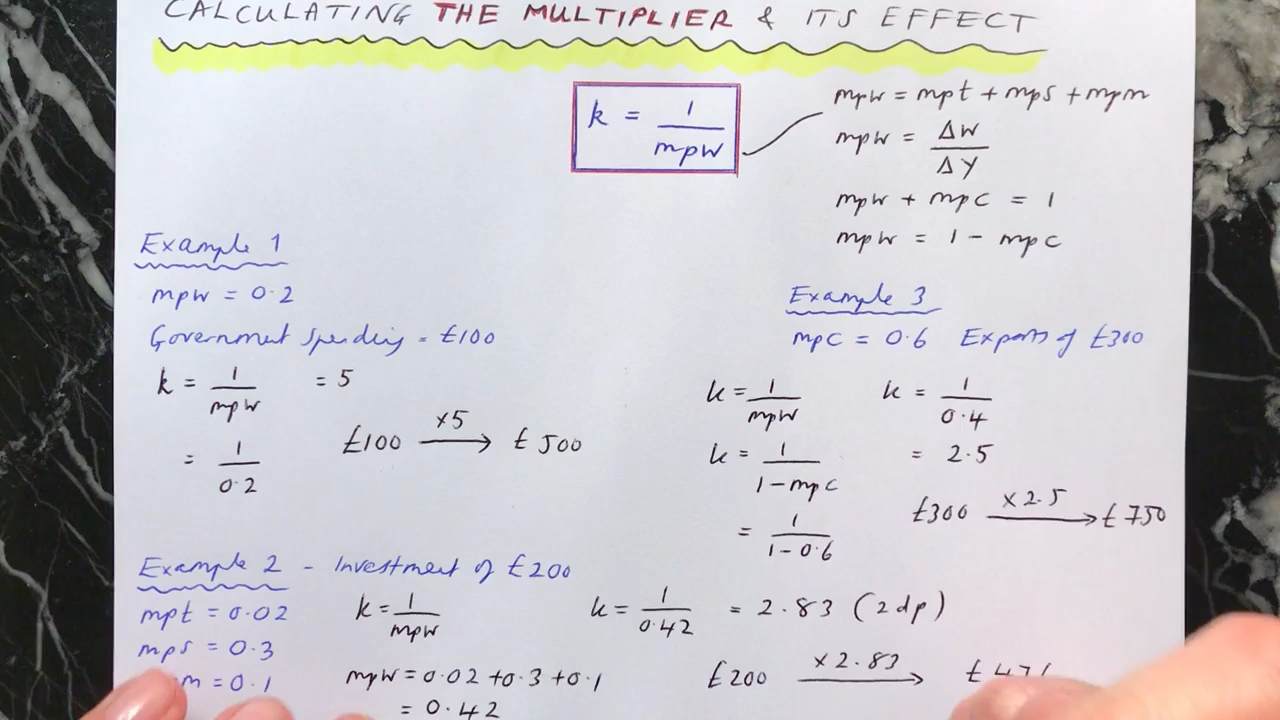 CALCULATING THE MULTIPLIER & ITS EFFECT
k = 1/mpw
mpw = mpt + mps + mpm
mpw = ΔW/ΔY
mpw + mpc = 1
mpw = 1 - mpc
Example 1
mpw = 0.2
Government spending = £100
k = 1/mpw = 5
= 1/0.2
£100 ×5 → £500
Example 3
mpc = 0.6 Exports of £300
k = 1/mpw
k = 1/1-mpc
= 1/1-0.6
k = 1/0.4
= 2.5
£300 ×2.5 → £750
Example 2 - Investment of £200
mpt = 0.02
mps = 0.3
m = 0.1
k = 1/mpw
mpw = 0.02 + 0.3 + 0.1
= 0.42
k = 1/0.42 = 2.83 (2dp)
£200 ×2.83 →